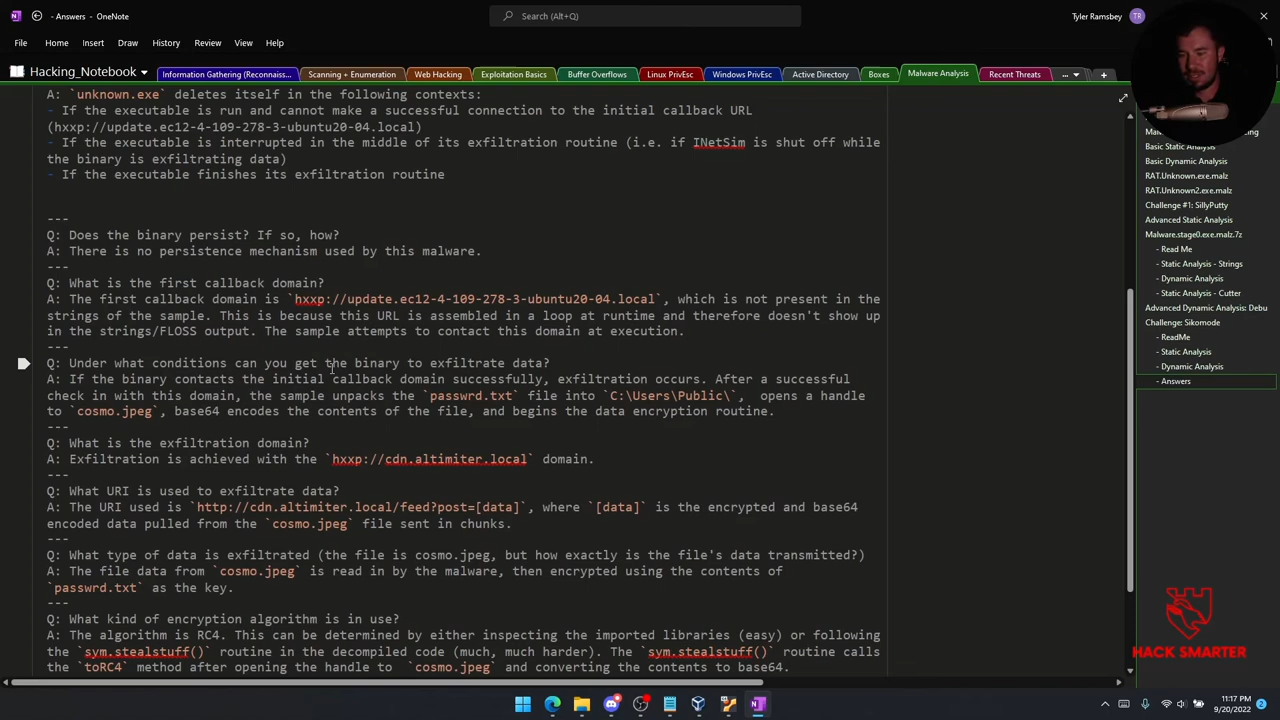 - Answers - OneNote
Search (Alt+Q)
Tyler Ramsbey
TR
File Home Insert Draw History Review View Help
Hacking_Notebook
Information Gathering (Reconnaiss...
Scanning + Enumeration
Web Hacking
Exploitation Basics
Buffer Overflows
Linux PrivEsc
Windows PrivEsc
Active Directory
Boxes
Malware Analysis
Recent Threats
...
+
A: `unknown.exe` deletes itself in the following contexts:
- If the executable is run and cannot make a successful connection to the initial callback URL
(hxxp://update.ec12-4-109-278-3-ubuntu20-04.local)
- If the executable is interrupted in the middle of its exfiltration routine (i.e. if INetSim is shut off while
the binary is exfiltrating data)
- If the executable finishes its exfiltration routine
---
Q: Does the binary persist? If so, how?
A: There is no persistence mechanism used by this malware.
---
Q: What is the first callback domain?
A: The first callback domain is `hxxp://update.ec12-4-109-278-3-ubuntu20-04.local`, which is not present in the
strings of the sample. This is because this URL is assembled in a loop at runtime and therefore doesn't show up
in the strings/FLOSS output. The sample attempts to contact this domain at execution.
---
Q: Under what conditions can you get the binary to exfiltrate data?
A: If the binary contacts the initial callback domain successfully, exfiltration occurs. After a successful
check in with this domain, the sample unpacks the `passwrd.txt` file into `C:\Users\Public\`, opens a handle
to `cosmo.jpeg`, base64 encodes the contents of the file, and begins the data encryption routine.
---
Q: What is the exfiltration domain?
A: Exfiltration is achieved with the `hxxp://cdn.altimiter.local` domain.
---
Q: What URI is used to exfiltrate data?
A: The URI used is `http://cdn.altimiter.local/feed?post=[data]`, where `[data]` is the encrypted and base64
encoded data pulled from the `cosmo.jpeg` file sent in chunks.
---
Q: What type of data is exfiltrated (the file is cosmo.jpeg, but how exactly is the file's data transmitted?)
A: The file data from `cosmo.jpeg` is read in by the malware, then encrypted using the contents of
`passwrd.txt` as the key.
---
Q: What kind of encryption algorithm is in use?
A: The algorithm is RC4. This can be determined by either inspecting the imported libraries (easy) or following
the `sym.stealstuff()` routine in the decompiled code (much, much harder). The `sym.stealstuff()` routine calls
the `toRC4` method after opening the handle to `cosmo.jpeg` and converting the contents to base64.
Basic Static Analysis
Basic Dynamic Analysis
RAT.Unknown.exe.malz
RAT.Unknown2.exe.malz
Challenge #1: SillyPutty
Advanced Static Analysis
Malware.stage0.exe.malz.7z
- Read Me
- Static Analysis - Strings
- Dynamic Analysis
- Static Analysis - Cutter
Advanced Dynamic Analysis: Debu
Challenge: Sikomode
- ReadMe
- Static Analysis
- Dynamic Analysis
- Answers
HACK SMARTER
11:17 PM
9/20/2022